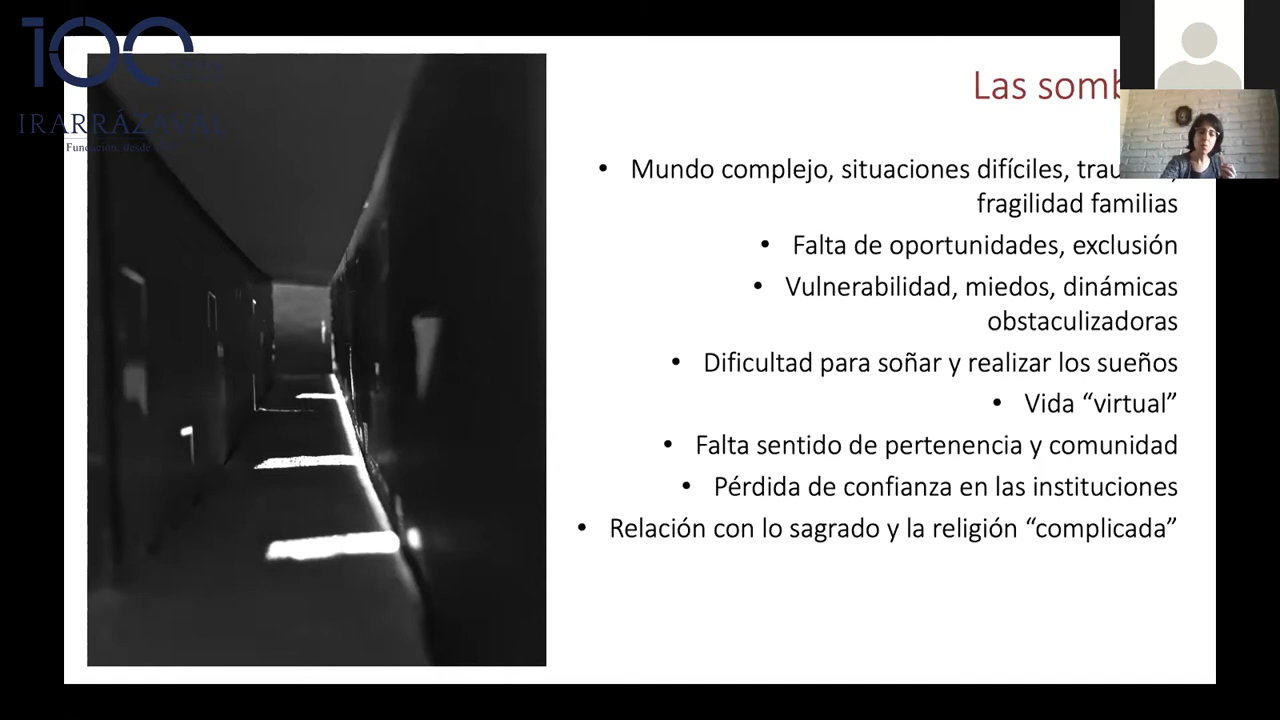 100
IRARRÁZAVAL
Las somb
• Mundo complejo, situaciones difíciles, trau
fragilidad familias
• Falta de oportunidades, exclusión
• Vulnerabilidad, miedos, dinámicas
obstaculizadoras
• Dificultad para soñar y realizar los sueños
• Vida “virtual”
• Falta sentido de pertenencia y comunidad
• Pérdida de confianza en las instituciones
• Relación con lo sagrado y la religión “complicada”